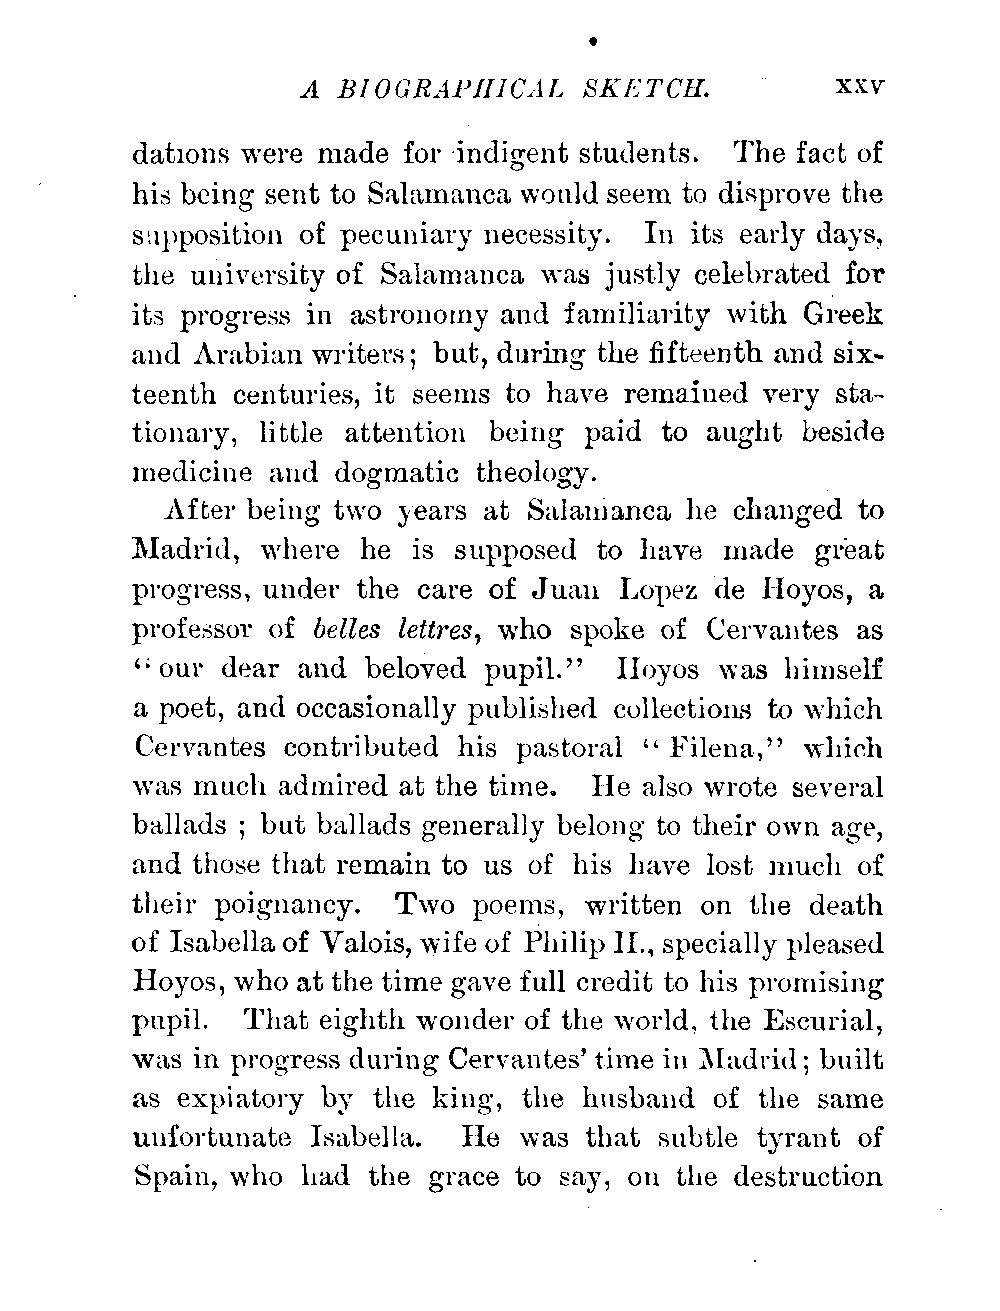 A BIOGRAPHICAL SKETCH. xxv
dations were made for indigent students. The fact of
his being sent to Salamanca would seem to disprove the
supposition of pecuniary necessity. In its early days,
the university of Salamanca was justly celebrated for
its progress in astronomy and familiarity with Greek
and Arabian writers; but, during the fifteenth and six-
teenth centuries, it seems to have remained very sta-
tionary, little attention being paid to aught beside
medicine and dogmatic theology.
After being two years at Salamanca he changed to
Madrid, where he is supposed to have made great
progress, under the care of Juan Lopez de Hoyos, a
professor of belles lettres, who spoke of Cervantes as
“our dear and beloved pupil.” Hoyos was himself
a poet, and occasionally published collections to which
Cervantes contributed his pastoral “Filena,” which
was much admired at the time. He also wrote several
ballads ; but ballads generally belong to their own age,
and those that remain to us of his have lost much of
their poignancy. Two poems, written on the death
of Isabella of Valois, wife of Philip II., specially pleased
Hoyos, who at the time gave full credit to his promising
pupil. That eighth wonder of the world, the Escurial,
was in progress during Cervantes’ time in Madrid; built
as expiatory by the king, the husband of the same
unfortunate Isabella. He was that subtle tyrant of
Spain, who had the grace to say, on the destruction